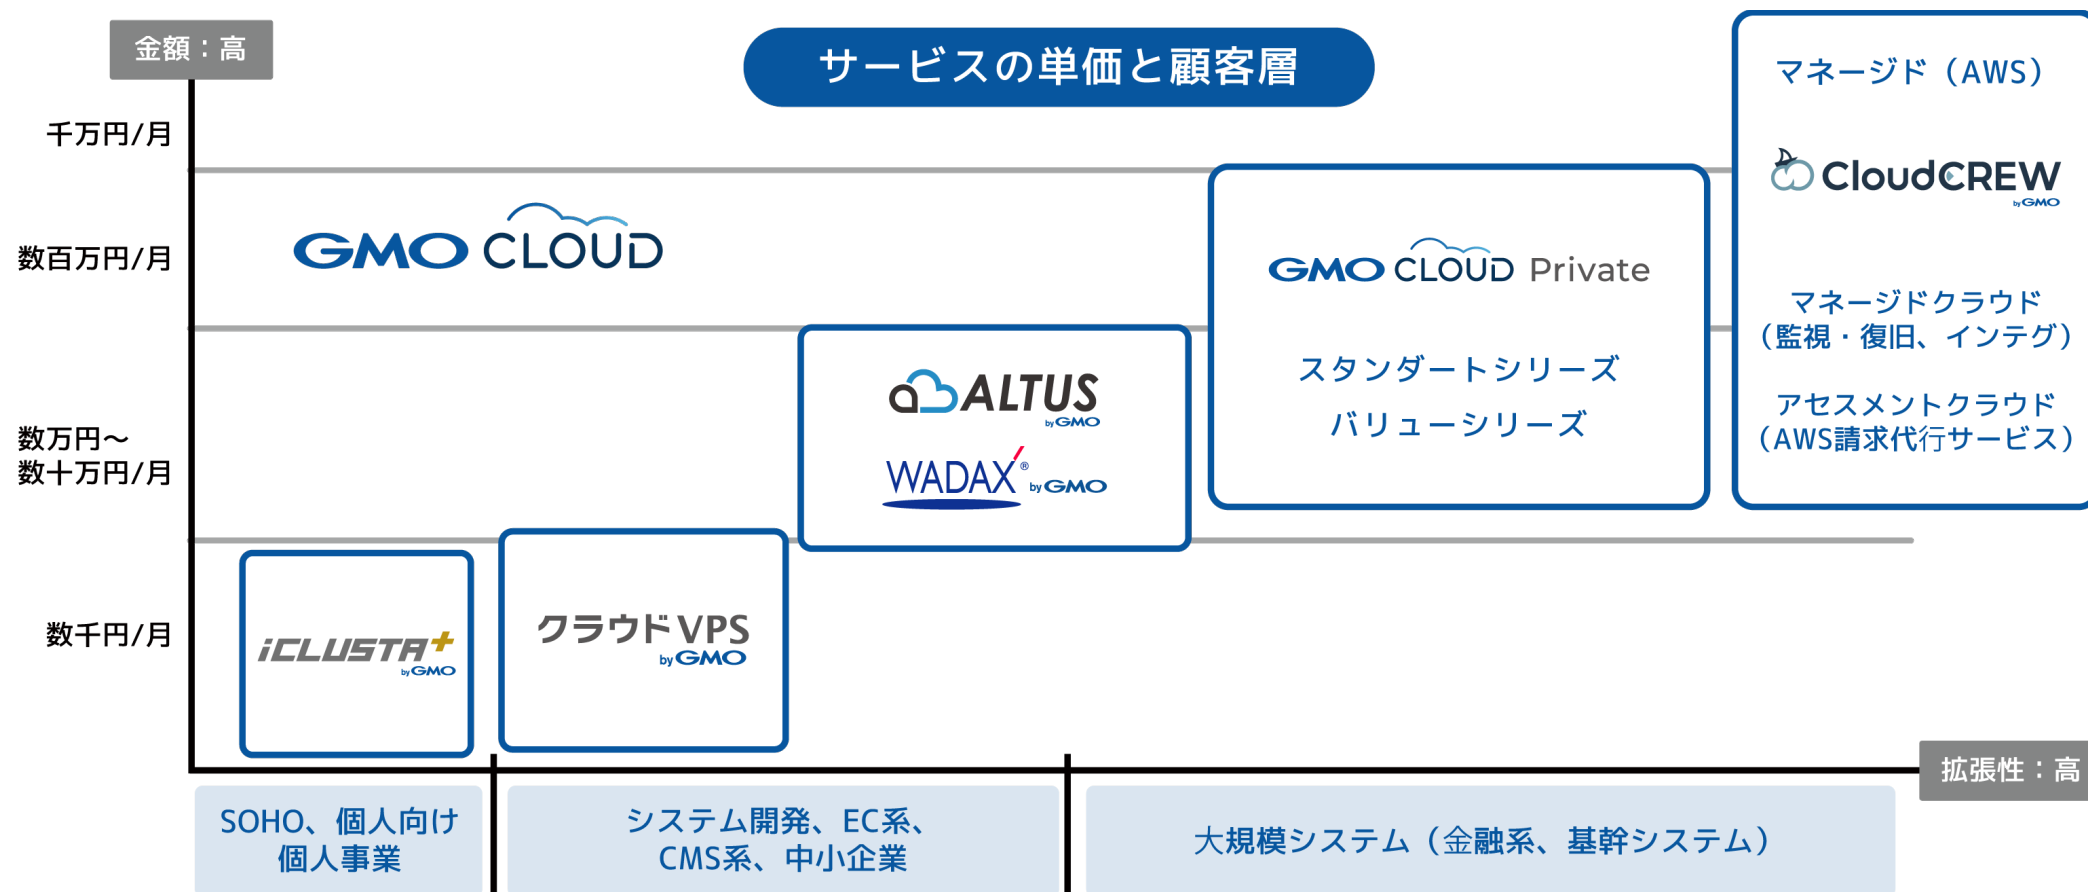 金額：高
サービスの単価と顧客層
千万円/月
数百万円/月
数万円～
数十万円/月
数千円/月
GMO CLOUD
iCLUSTA+
by GMO
クラウド VPS
by GMO
ALTUS
by GMO
WADAX® by GMO
GMO CLOUD Private
スタンダートシリーズ
バリューシリーズ
マネージド（AWS）
CloudCREW
by GMO
マネージドクラウド
（監視・復旧、インテグ）
アセスメントクラウド
（AWS請求代行サービス）
拡張性：高
SOHO、個人向け
個人事業
システム開発、EC系、
CMS系、中小企業
大規模システム（金融系、基幹システム）